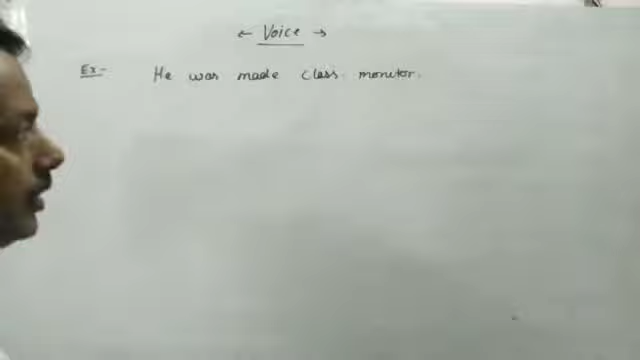 ← Voice →
Ex:- He was made class monitor.